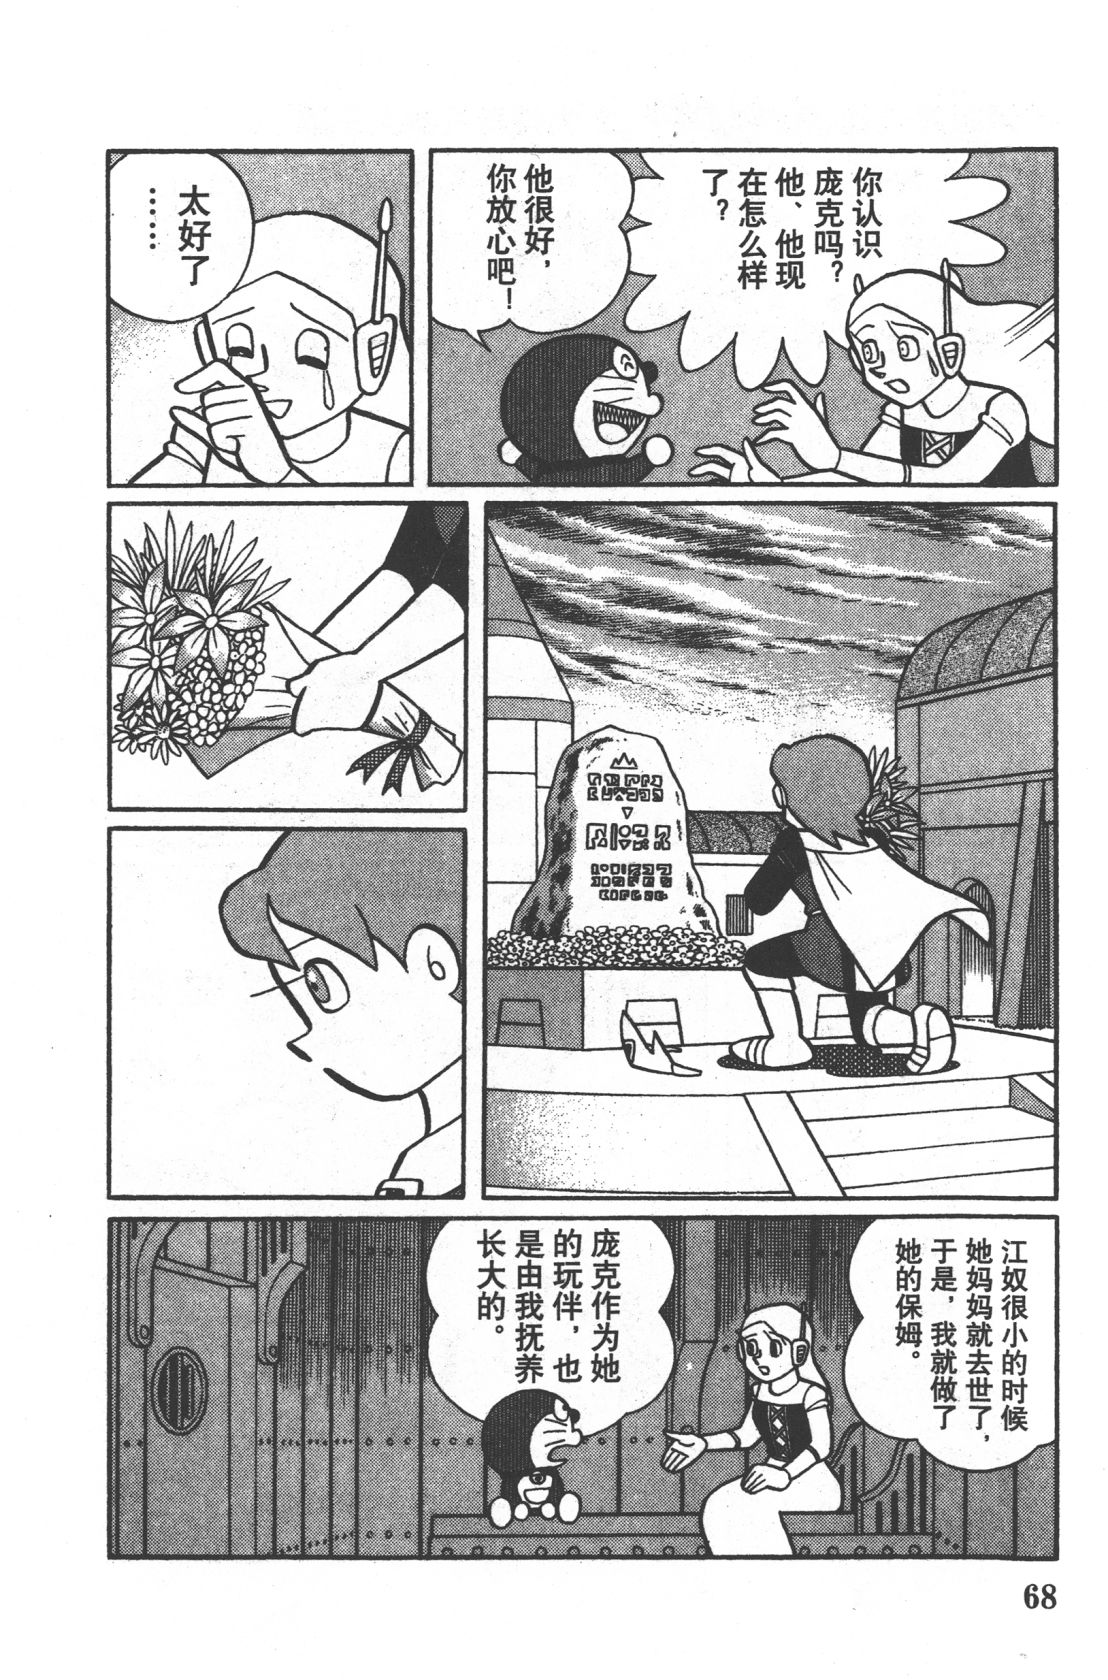 你认识
庞克吗？
他、他现
在怎么样
了？
他很好，
你放心吧！
太好了
……
江奴很小的时候
她妈妈就去世了，
于是，我就做了
她的保姆。
庞克作为她
的玩伴，也
是由我抚养
长大的。
68